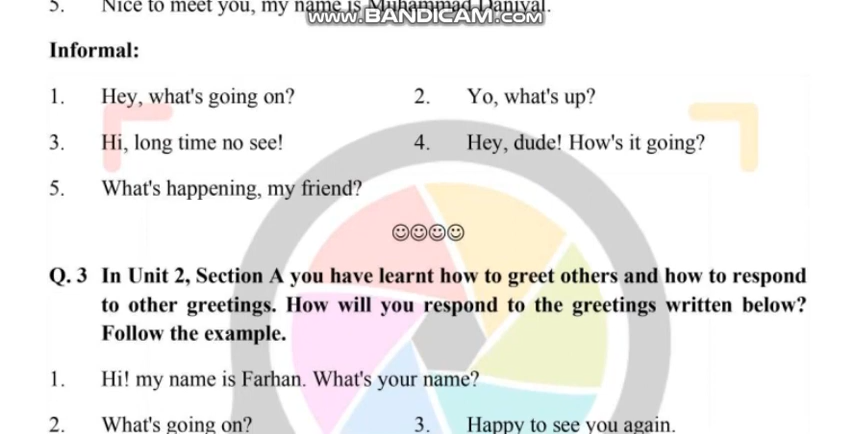 5. Nice to meet you, my name is Muhammad Daniyal.
www.BANDICAM.com
Informal:
1. Hey, what's going on? 2. Yo, what's up?
3. Hi, long time no see! 4. Hey, dude! How's it going?
5. What's happening, my friend?
☺☺☺☺
Q. 3 In Unit 2, Section A you have learnt how to greet others and how to respond
to other greetings. How will you respond to the greetings written below?
Follow the example.
1. Hi! my name is Farhan. What's your name?
2. What's going on? 3. Happy to see you again.